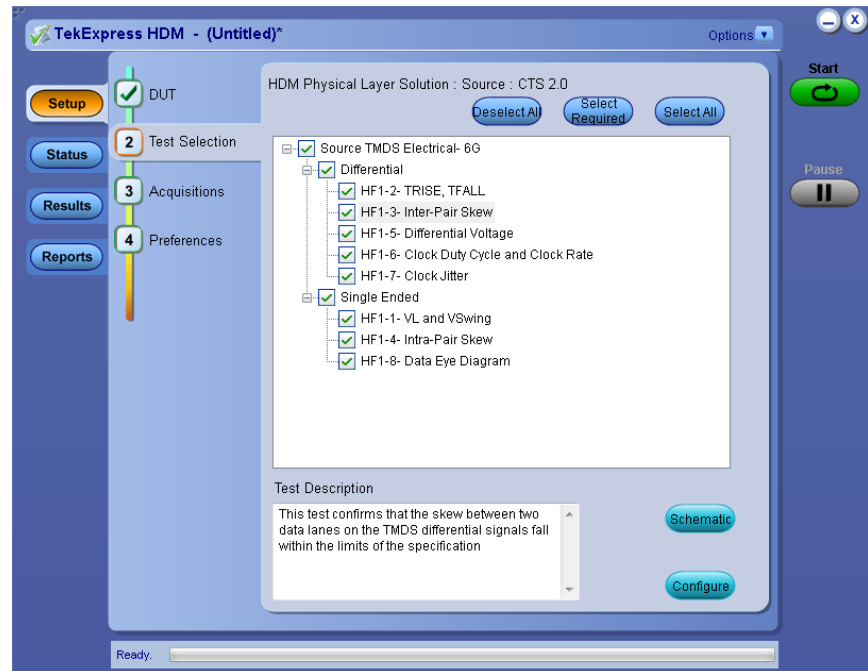 TekExpress HDM - (Untitled)*
Options
Setup
Status
Results
Reports
DUT
2 Test Selection
3 Acquisitions
4 Preferences
HDM Physical Layer Solution : Source : CTS 2.0
Deselect All
Select Required
Select All
Source TMDS Electrical- 6G
Differential
HF1-2- TRISE, TFALL
HF1-3- Inter-Pair Skew
HF1-5- Differential Voltage
HF1-6- Clock Duty Cycle and Clock Rate
HF1-7- Clock Jitter
Single Ended
HF1-1- VL and VSwing
HF1-4- Intra-Pair Skew
HF1-8- Data Eye Diagram
Test Description
This test confirms that the skew between two
data lanes on the TMDS differential signals fall
within the limits of the specification
Schematic
Configure
Start
Pause
Ready.